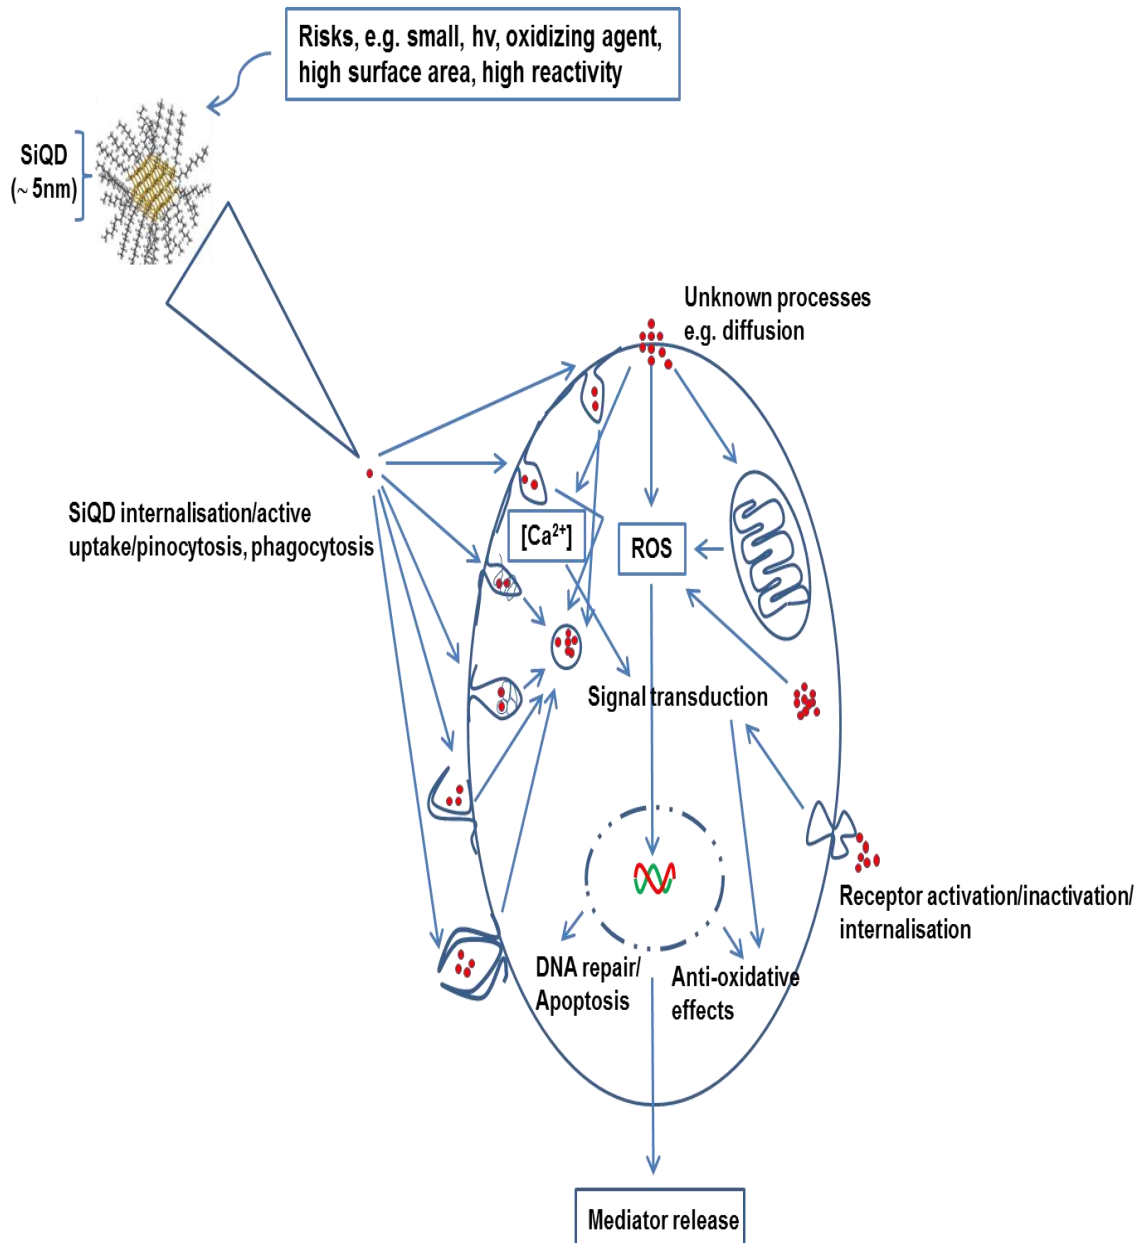 Risks, e.g. small, hv, oxidizing agent,
high surface area, high reactivity
SiQD
(~ 5nm)
Unknown processes
e.g. diffusion
SiQD internalisation/active
uptake/pinocytosis, phagocytosis
[Ca²⁺]
ROS
Signal transduction
Receptor activation/inactivation/
internalisation
DNA repair/
Apoptosis
Anti-oxidative
effects
Mediator release